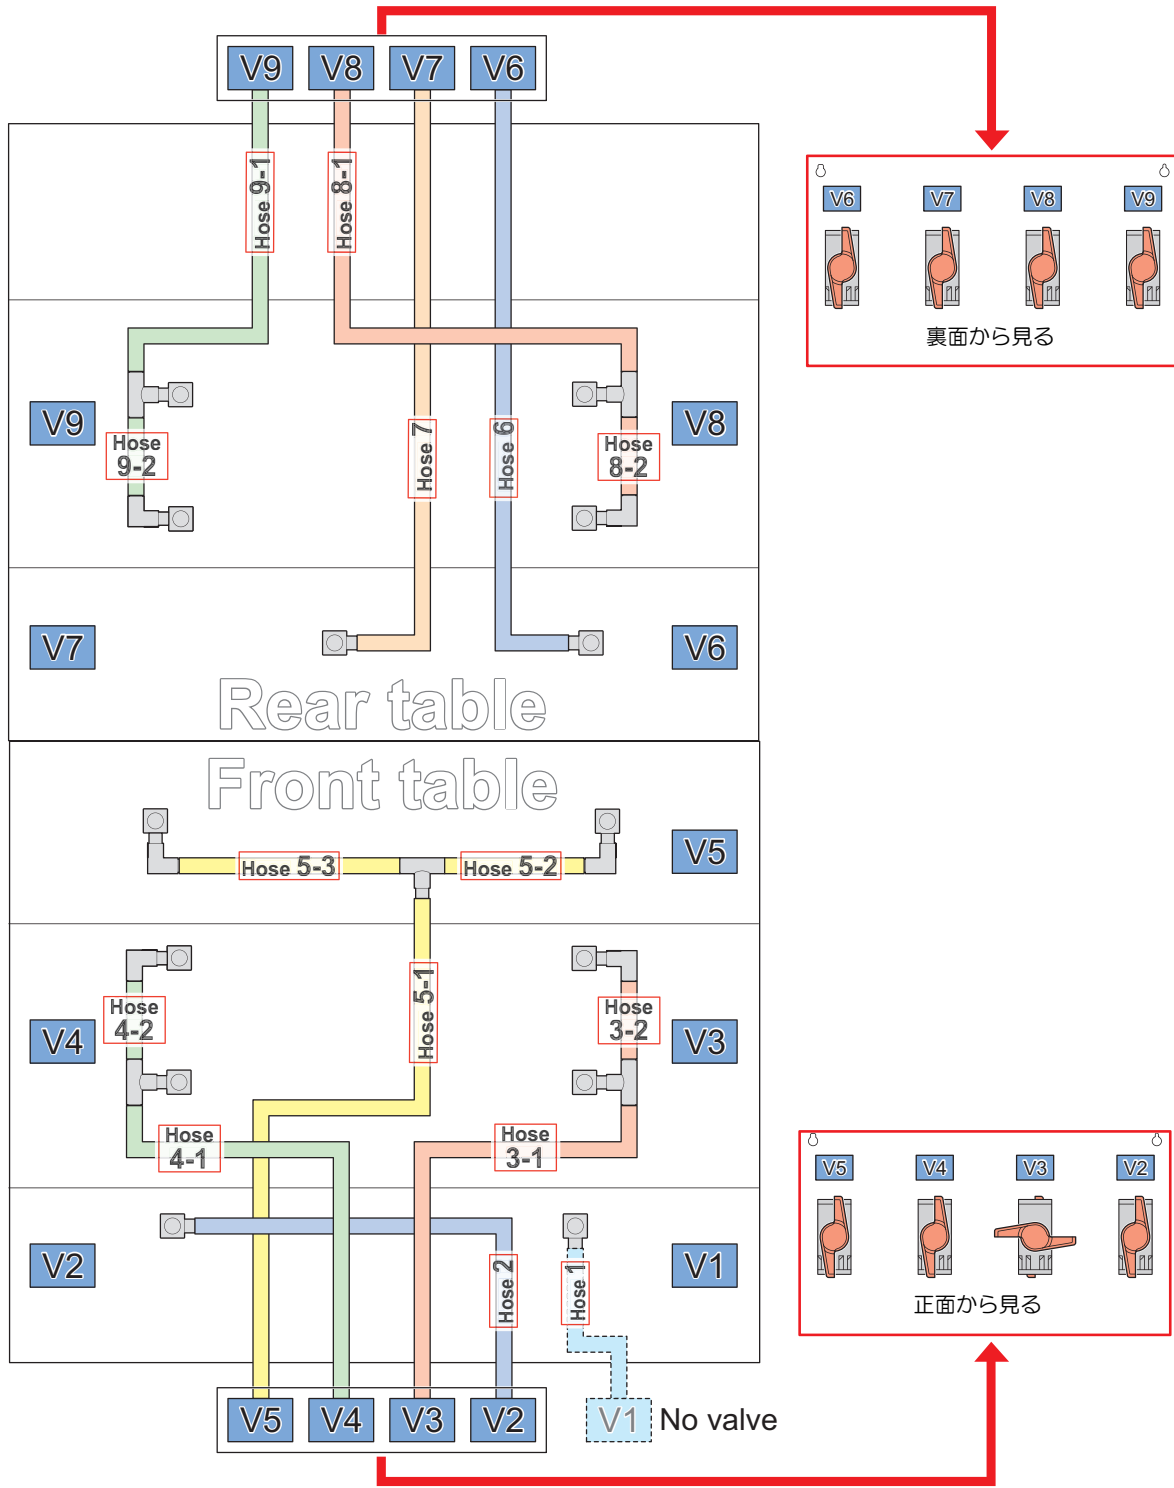 V9 V8 V7 V6
Hose 9-1
Hose 8-1
V6 V7 V8 V9
裏面から見る
V9
Hose
9-2
Hose 7
Hose 6
Hose
8-2
V8
V7
V6
Rear table
Front table
Hose 5-3
Hose 5-2
V5
V4
Hose
4-2
Hose 5-1
Hose
3-2
V3
Hose
4-1
Hose
3-1
V5 V4 V3 V2
正面から見る
V2
Hose 2
Hose 1
V1
V5 V4 V3 V2
V1 No valve